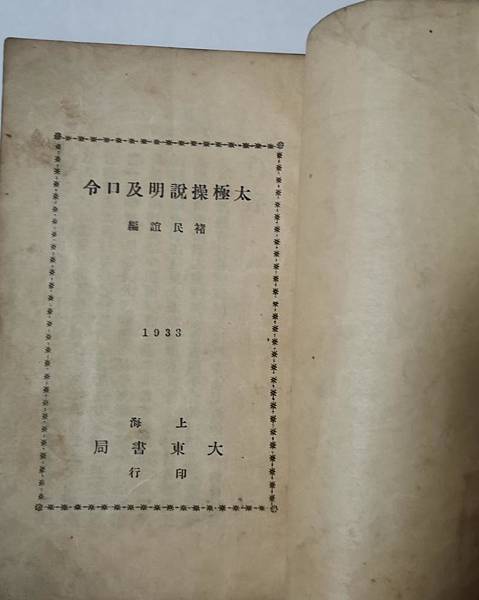 太極操說明及口令
褚民誼編
1933
上海
大東書局
印行